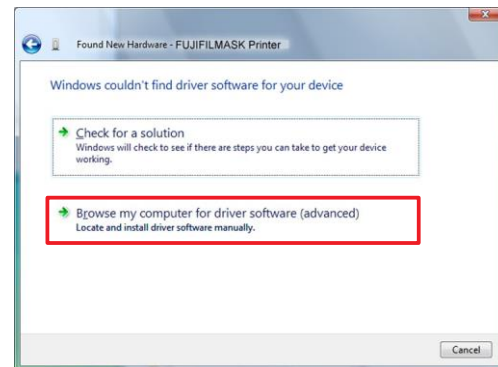 Found New Hardware - FUJIFILMASK Printer
Windows couldn't find driver software for your device
Check for a solution
Windows will check to see if there are steps you can take to get your device
working.
Browse my computer for driver software (advanced)
Locate and install driver software manually.
Cancel